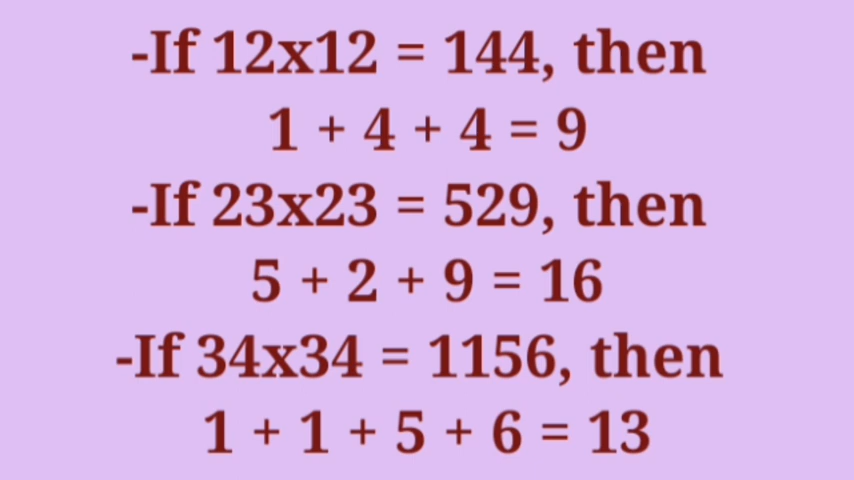 -If 12x12 = 144, then
1 + 4 + 4 = 9
-If 23x23 = 529, then
5 + 2 + 9 = 16
-If 34x34 = 1156, then
1 + 1 + 5 + 6 = 13